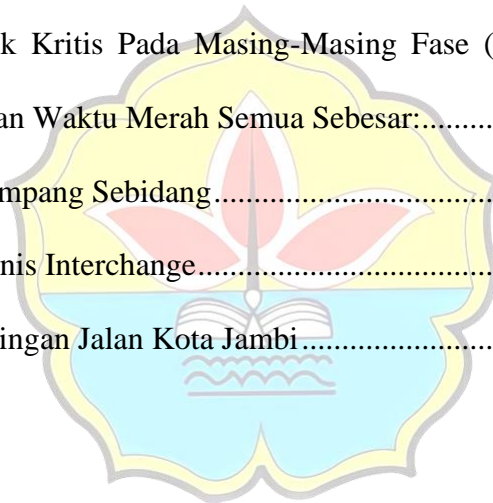 k Kritis Pada Masing-Masing Fase (
an Waktu Merah Semua Sebesar:..........
mpang Sebidang...................................
nis Interchange.....................................
ingan Jalan Kota Jambi.......................